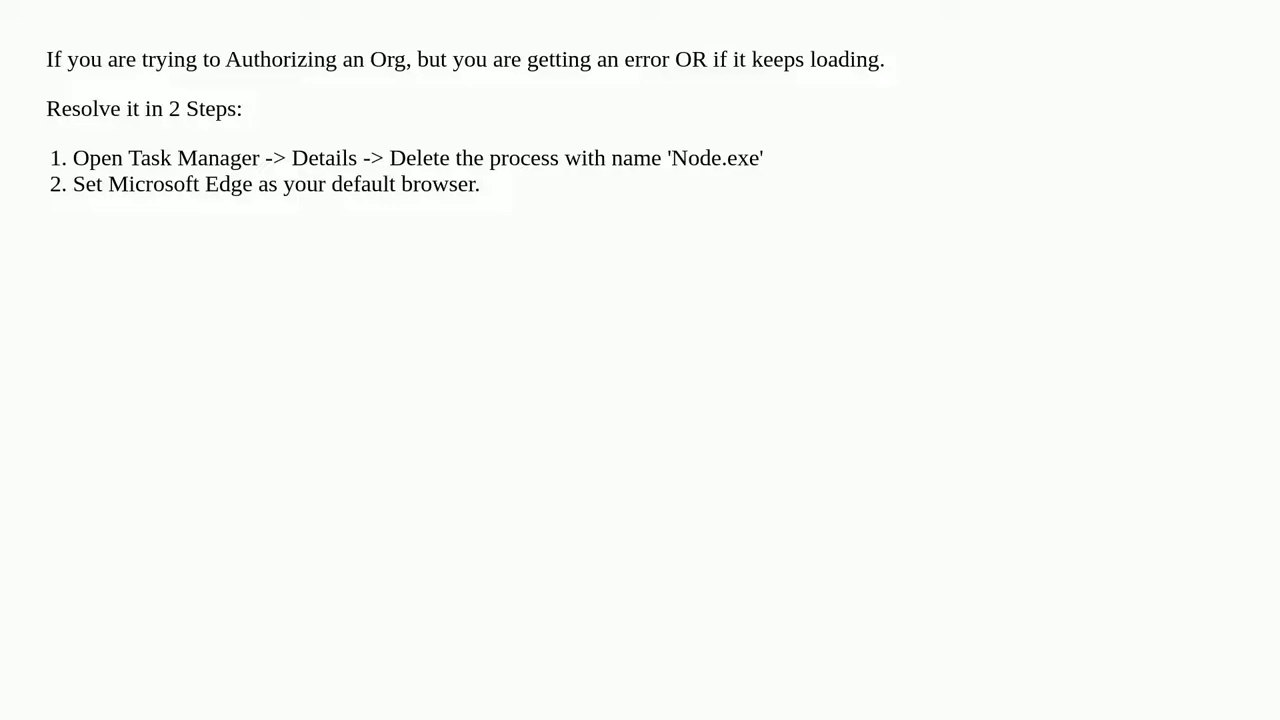 If you are trying to Authorizing an Org, but you are getting an error OR if it keeps loading.
Resolve it in 2 Steps:
1. Open Task Manager -> Details -> Delete the process with name 'Node.exe'
2. Set Microsoft Edge as your default browser.